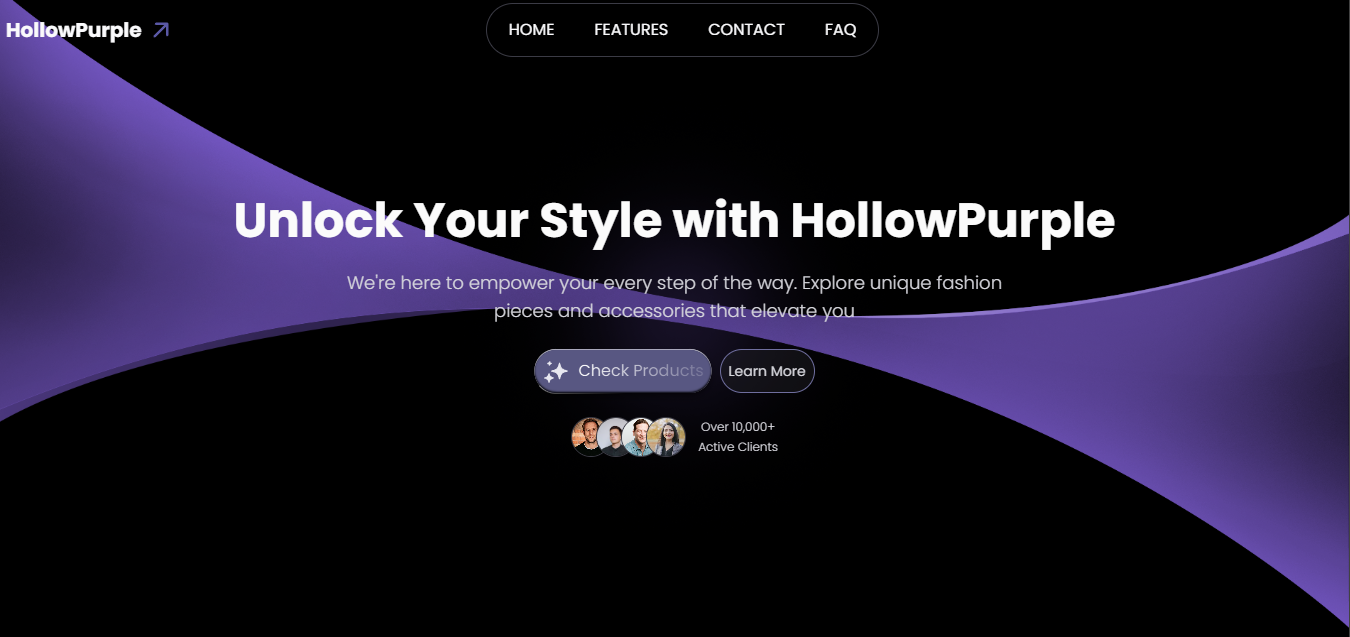 HollowPurple
HOME FEATURES CONTACT FAQ
Unlock Your Style with HollowPurple
We're here to empower your every step of the way. Explore unique fashion
pieces and accessories that elevate you
Check Products
Learn More
Over 10,000+
Active Clients